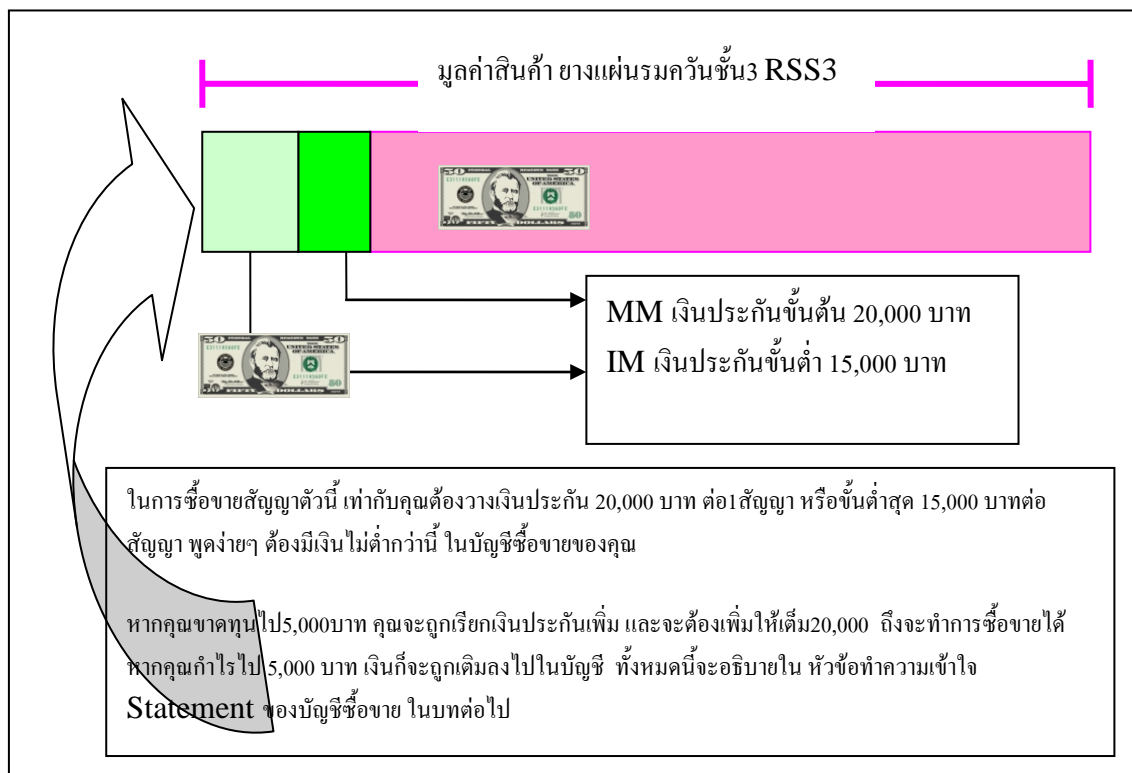 มูลค่าสินค้า ยางแผ่นรมควันชั้น3 RSS3
MM เงินประกันขั้นต้น 20,000 บาท
IM เงินประกันขั้นต่ำ 15,000 บาท
ในการซื้อขายสัญญาตัวนี้ เท่ากับคุณต้องวางเงินประกัน 20,000 บาท ต่อ1สัญญา หรือขั้นต่ำสุด 15,000 บาทต่อ
สัญญา พูดง่ายๆ ต้องมีเงินไม่ต่ำกว่านี้ ในบัญชีซื้อขายของคุณ
หากคุณขาดทุนไป5,000บาท คุณจะถูกเรียกเงินประกันเพิ่ม และจะต้องเพิ่มให้เต็ม20,000 ถึงจะทำการซื้อขายได้
หากคุณกำไรไป 5,000 บาท เงินก็จะถูกเติมลงไปในบัญชี ทั้งหมดนี้จะอธิบายใน หัวข้อทำความเข้าใจ
Statement ของบัญชีซื้อขาย ในบทต่อไป